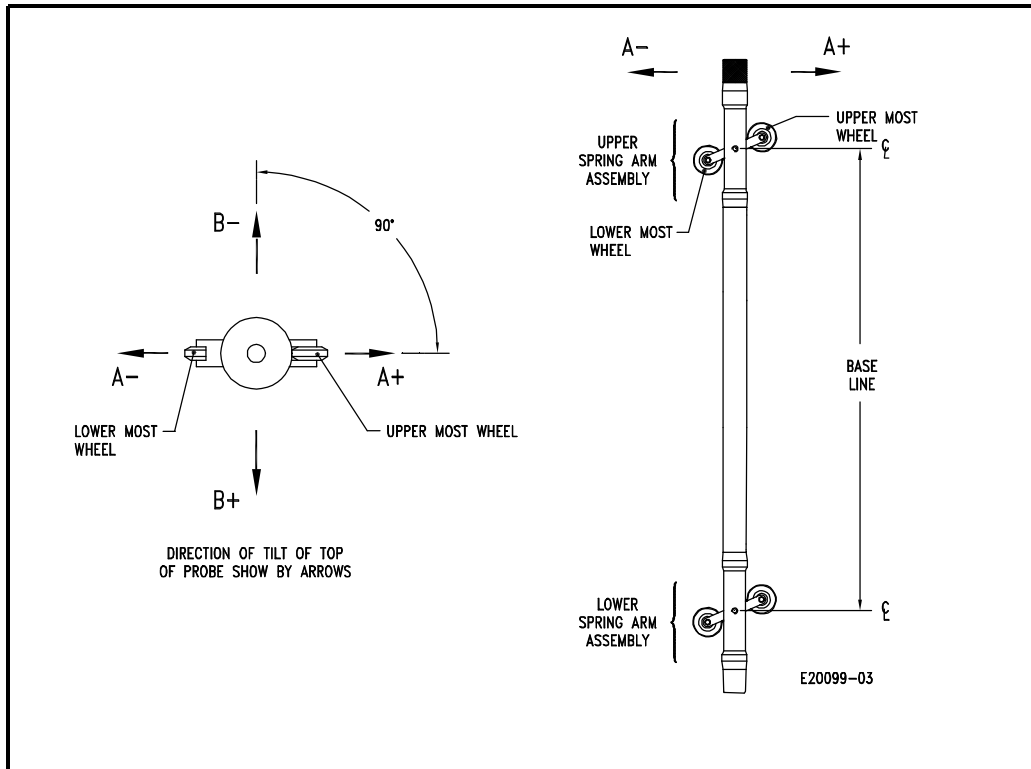 B-
90°
A-
A+
LOWER MOST
WHEEL
UPPER MOST WHEEL
B+
DIRECTION OF TILT OF TOP
OF PROBE SHOW BY ARROWS
A-
A+
UPPER
SPRING ARM
ASSEMBLY
UPPER MOST
WHEEL
℄
LOWER MOST
WHEEL
BASE
LINE
LOWER
SPRING ARM
ASSEMBLY
℄
E20099-03